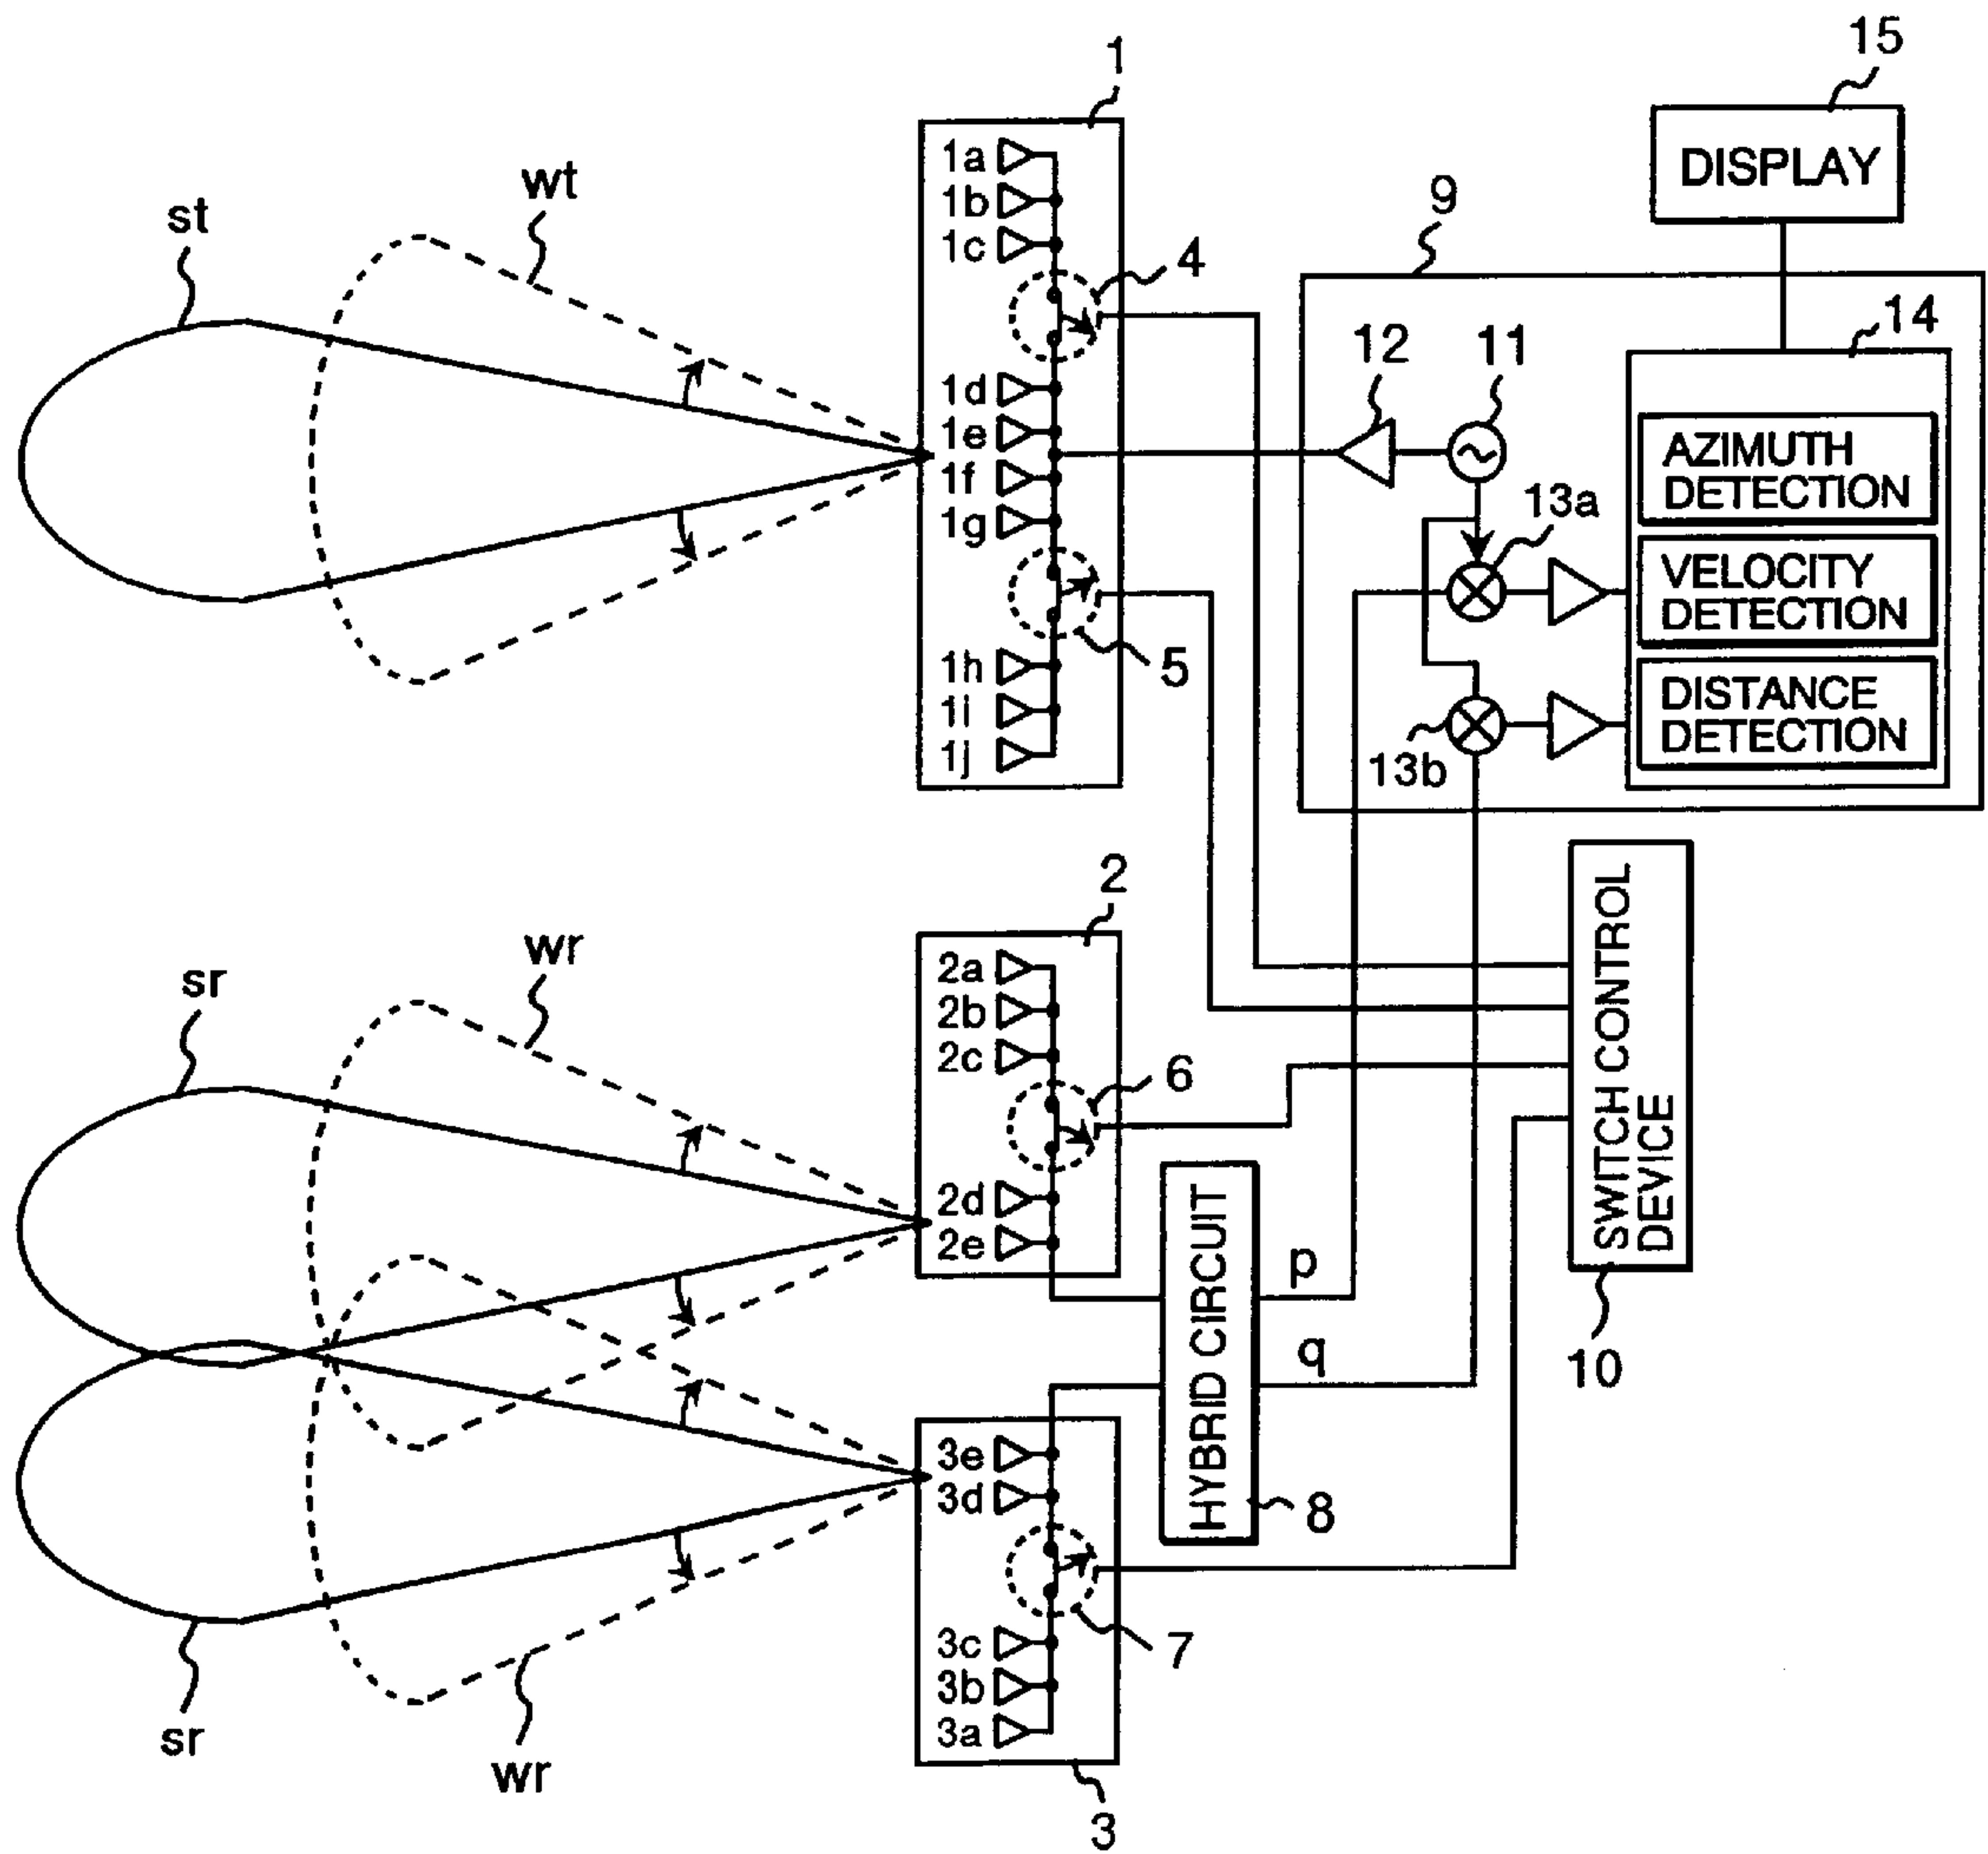 1
15
1a
DISPLAY
wt
1b
9
st
1c
4
14
12
11
1d
1e
AZIMUTH
DETECTION
1f
13a
1g
VELOCITY
DETECTION
1h
5
1i
DISTANCE
DETECTION
1j
13b
2
wr
2a
sr
2b
2c
6
SWITCH CONTROL
DEVICE
2d
2e
HYBRID CIRCUIT
p
q
10
3e
3d
8
3c
7
3b
3a
sr
wr
3